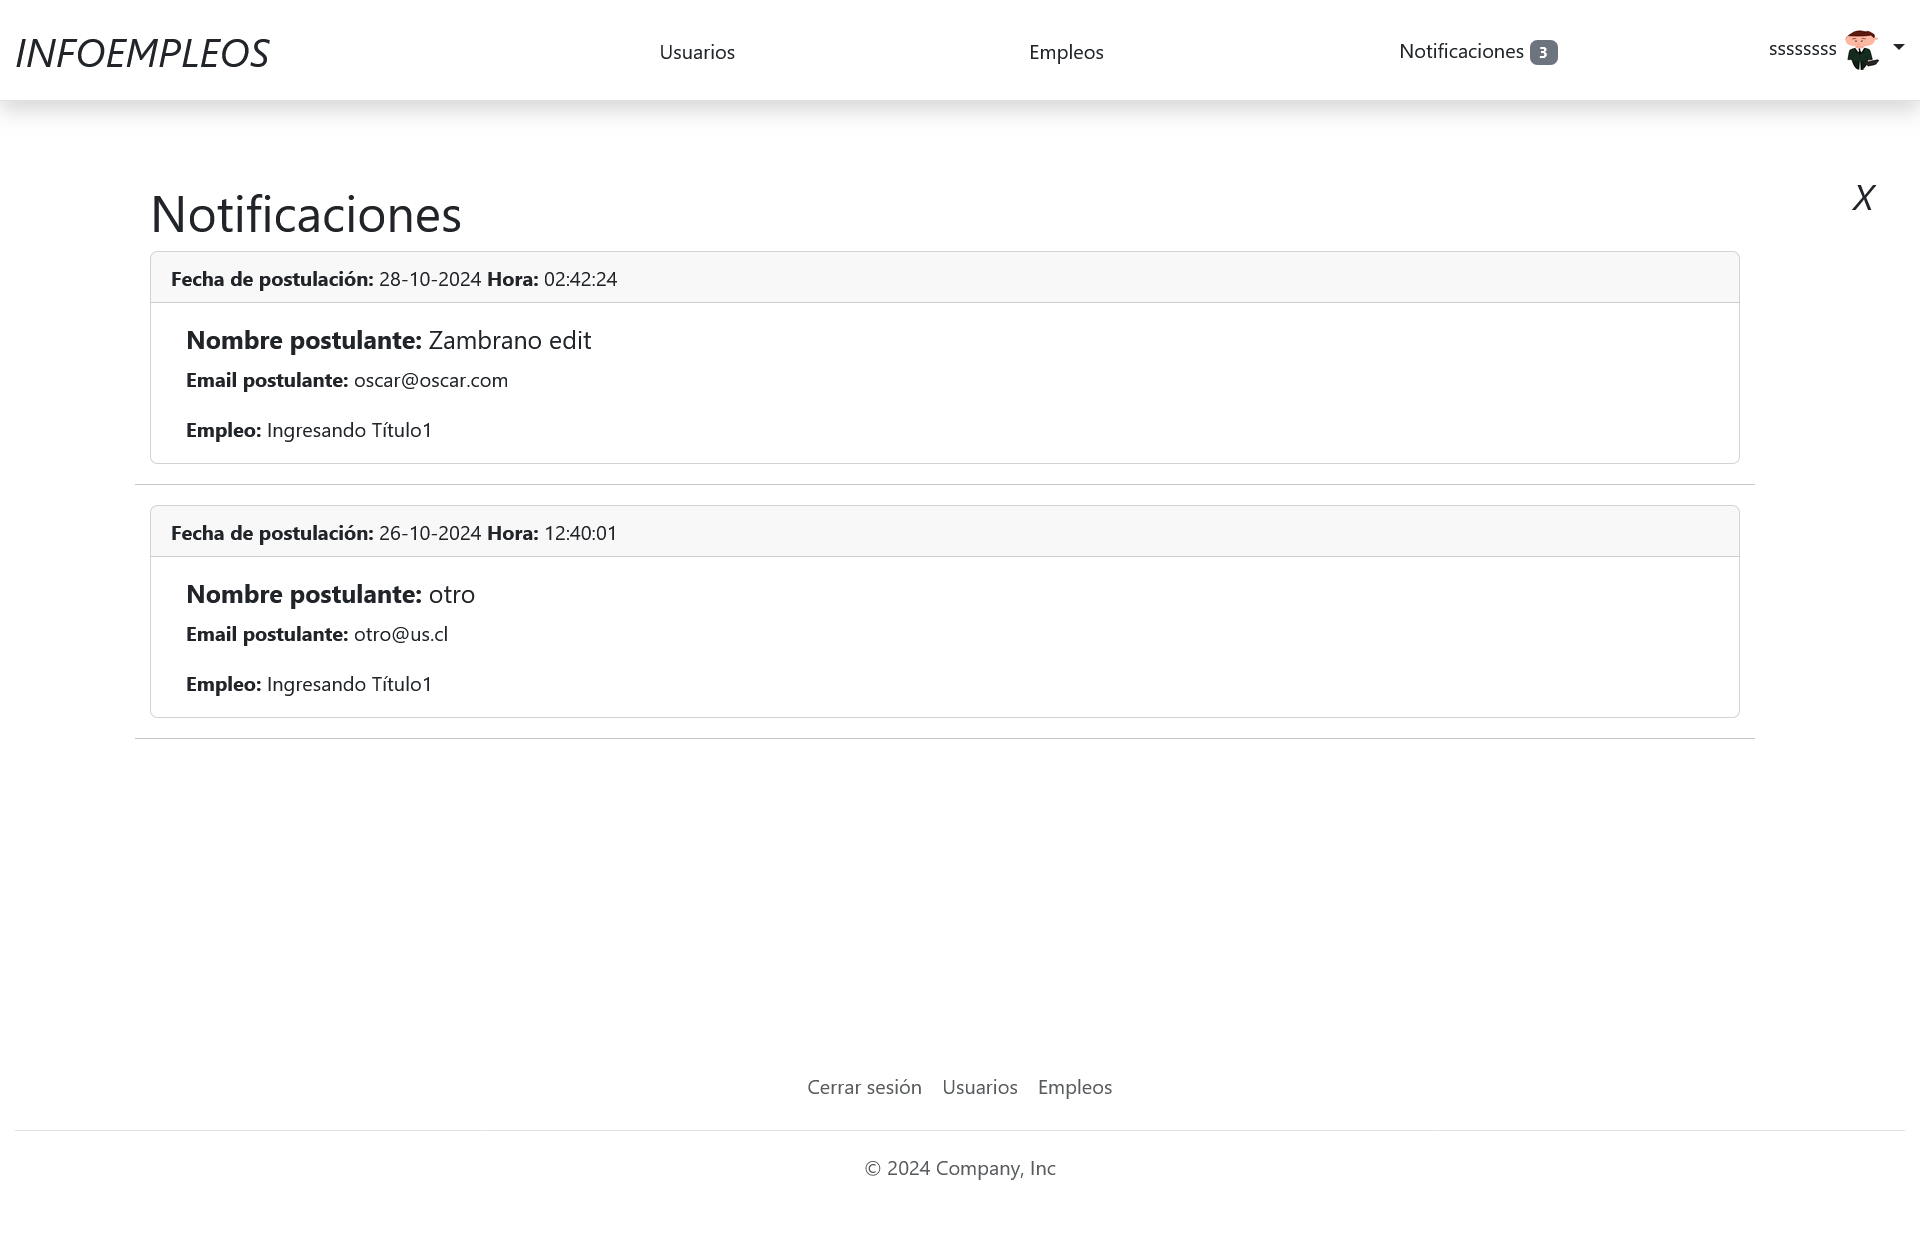 INFOEMPLEOS
Usuarios
Empleos
Notificaciones 3
ssssssss
Notificaciones
X
Fecha de postulación: 28-10-2024 Hora: 02:42:24
Nombre postulante: Zambrano edit
Email postulante: oscar@oscar.com
Empleo: Ingresando Título1
Fecha de postulación: 26-10-2024 Hora: 12:40:01
Nombre postulante: otro
Email postulante: otro@us.cl
Empleo: Ingresando Título1
Cerrar sesión Usuarios Empleos
© 2024 Company, Inc